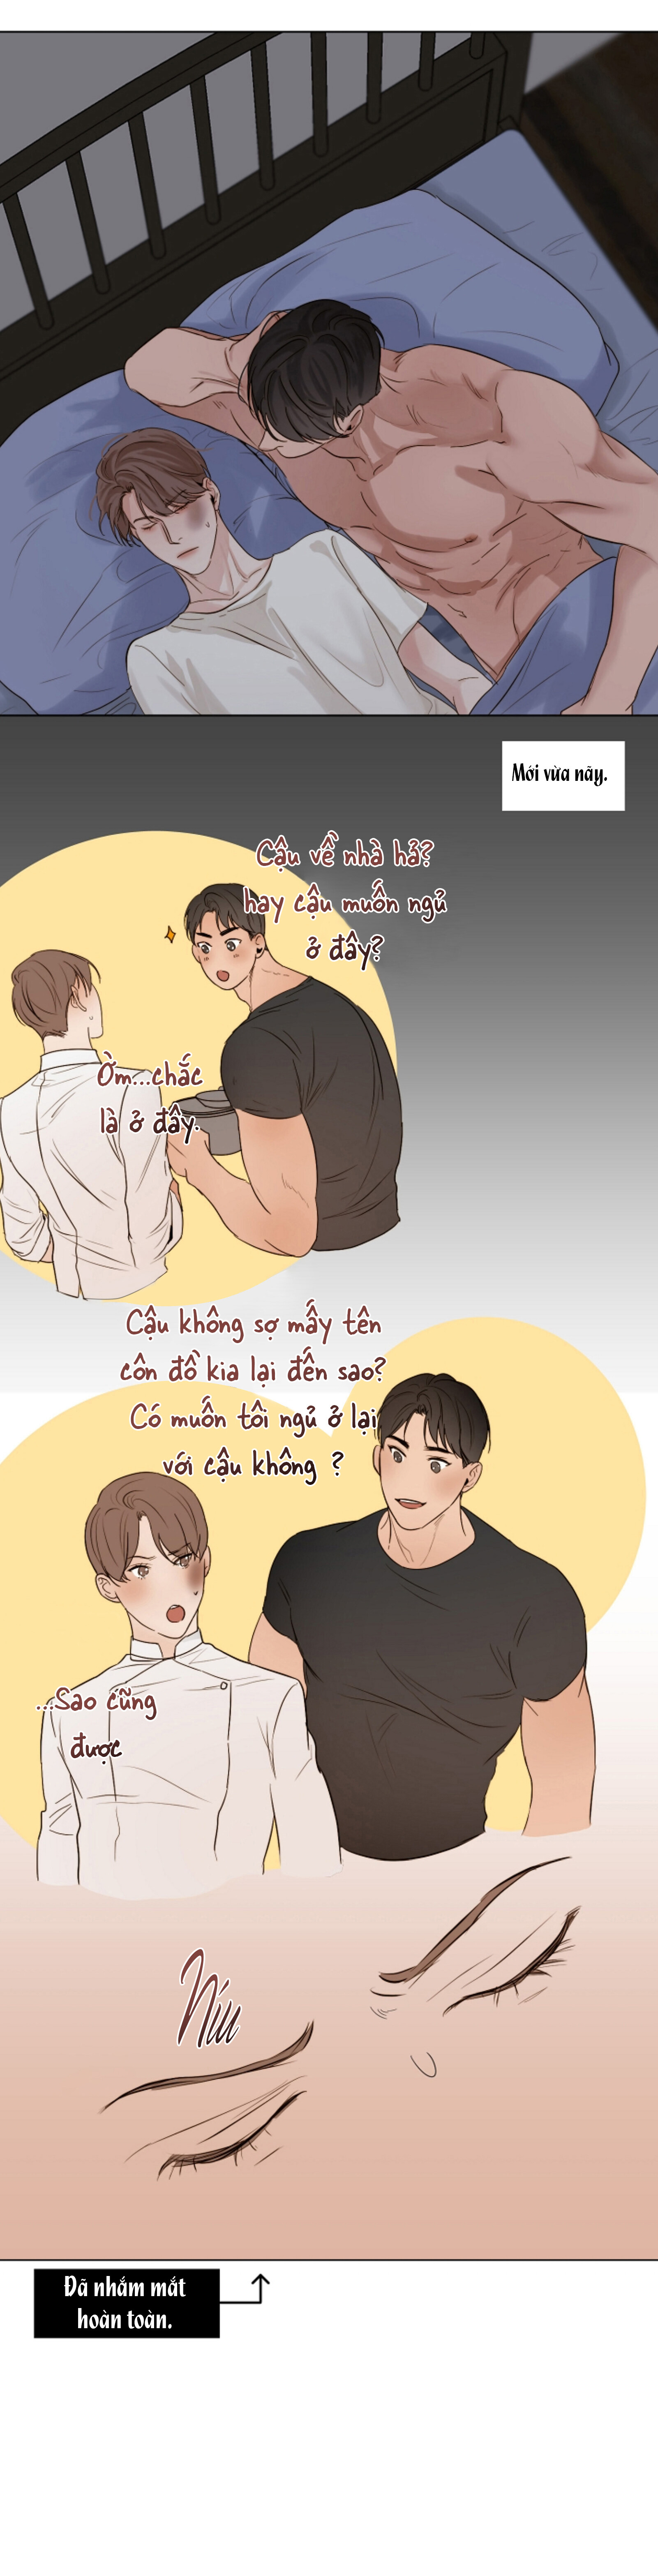 Mới vừa nãy.
Cậu về nhà hả?
hay cậu muốn ngủ
ở đây?
Ờm...chắc
là ở đây.
Cậu không sợ mấy tên
côn đồ kia lại đến sao?
Có muốn tôi ngủ ở lại
với cậu không ?
...Sao cũng
được
Níu
Đã nhắm mắt
hoàn toàn.